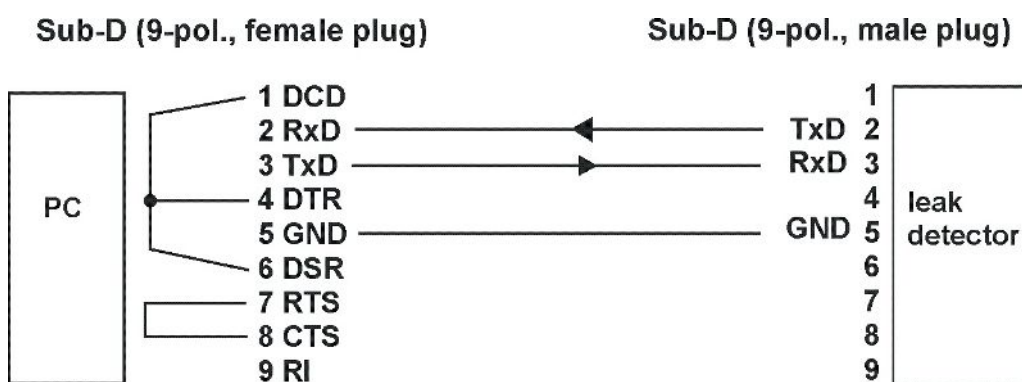 Sub-D (9-pol., female plug)
Sub-D (9-pol., male plug)
PC
1 DCD
2 RxD
3 TxD
4 DTR
5 GND
6 DSR
7 RTS
8 CTS
9 RI
1
TxD 2
RxD 3
4
GND 5
6
7
8
9
leak
detector